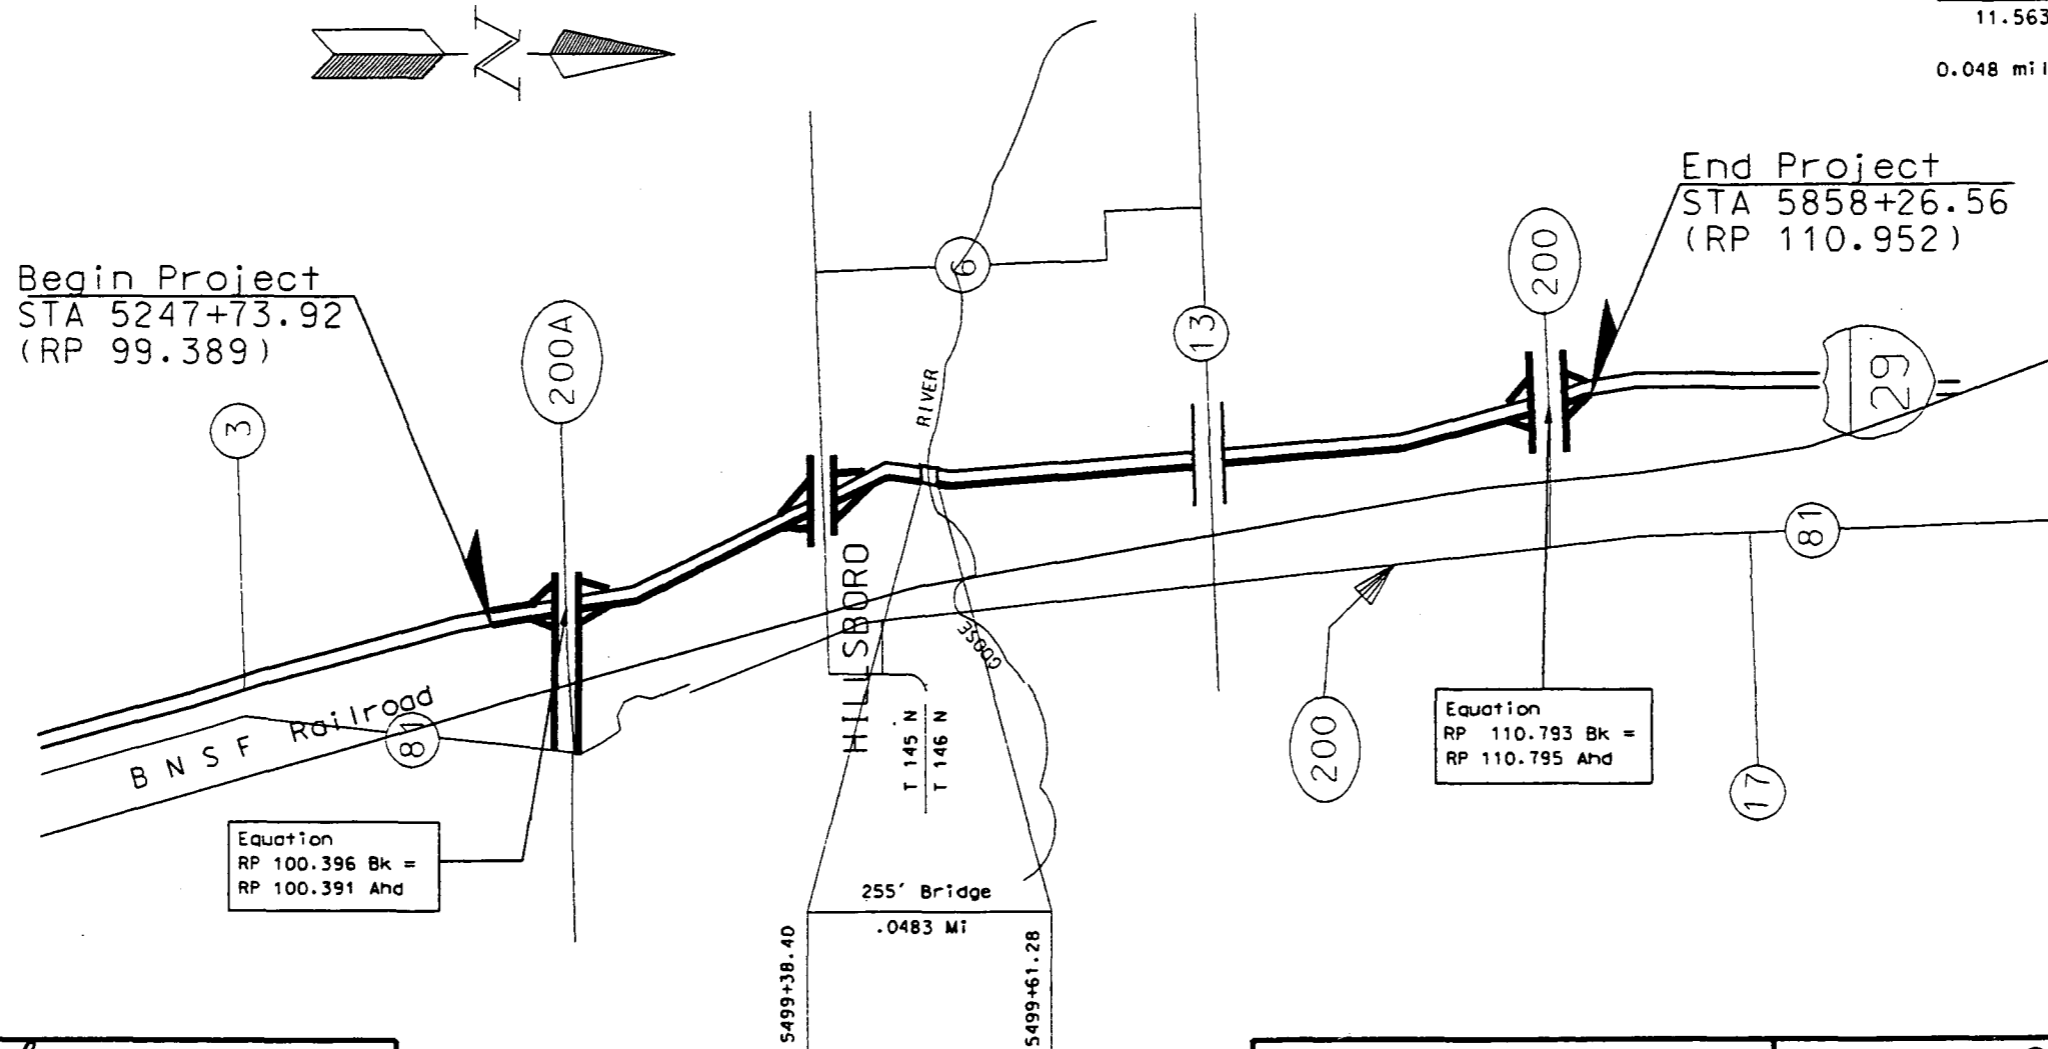 11.563
0.048 mil
N
End Project
STA 5858+26.56
(RP 110.952)
Begin Project
STA 5247+73.92
(RP 99.389)
200A
6
13
200
29
3
RIVER
81
HILLSBORO
GOOSE
BNSF Railroad
81
T 145 N
T 146 N
200
17
Equation
RP 110.793 Bk =
RP 110.795 Ahd
Equation
RP 100.396 Bk =
RP 100.391 Ahd
255' Bridge
.0483 Mi
5499+38.40
5499+61.28